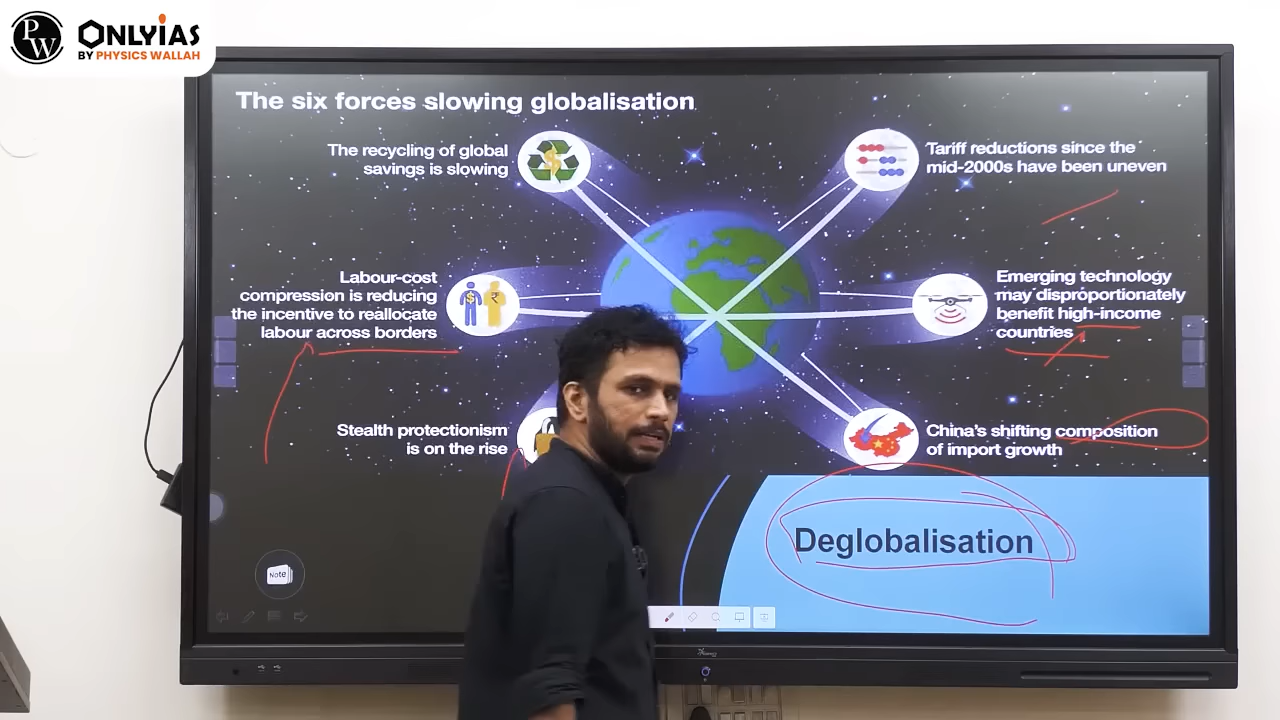 PW
ONLYIAS
BY PHYSICS WALLAH
The six forces slowing globalisation
The recycling of global
savings is slowing
Tariff reductions since the
mid-2000s have been uneven
Labour-cost
compression is reducing
the incentive to reallocate
labour across borders
$
₹
Emerging technology
may disproportionately
benefit high-income
countries
Stealth protectionism
is on the rise
China's shifting composition
of import growth
Deglobalisation
Note